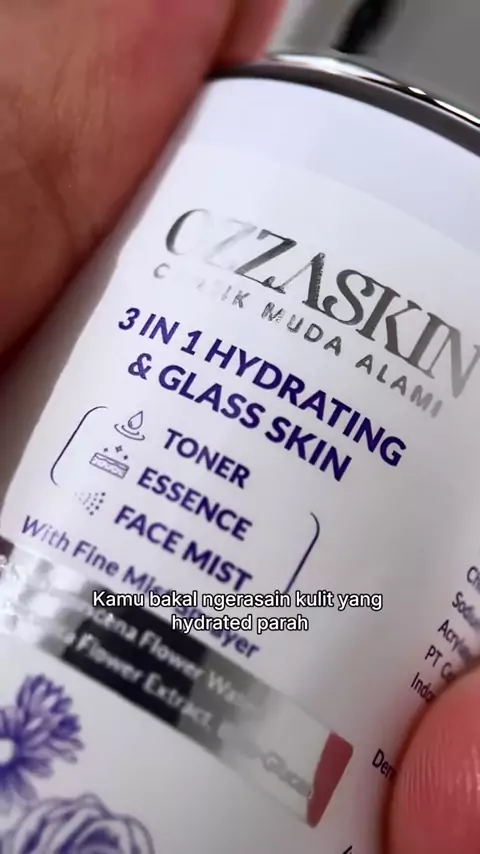 OZZASKIN
CANTIK MUDA ALAMI
3 IN 1 HYDRATING
& GLASS SKIN
TONER
ESSENCE
FACE MIST
With Fine Mist Sprayer
Flower
Flower Extract,
Kamu bakal ngerasain kulit yang
hydrated parah
PT